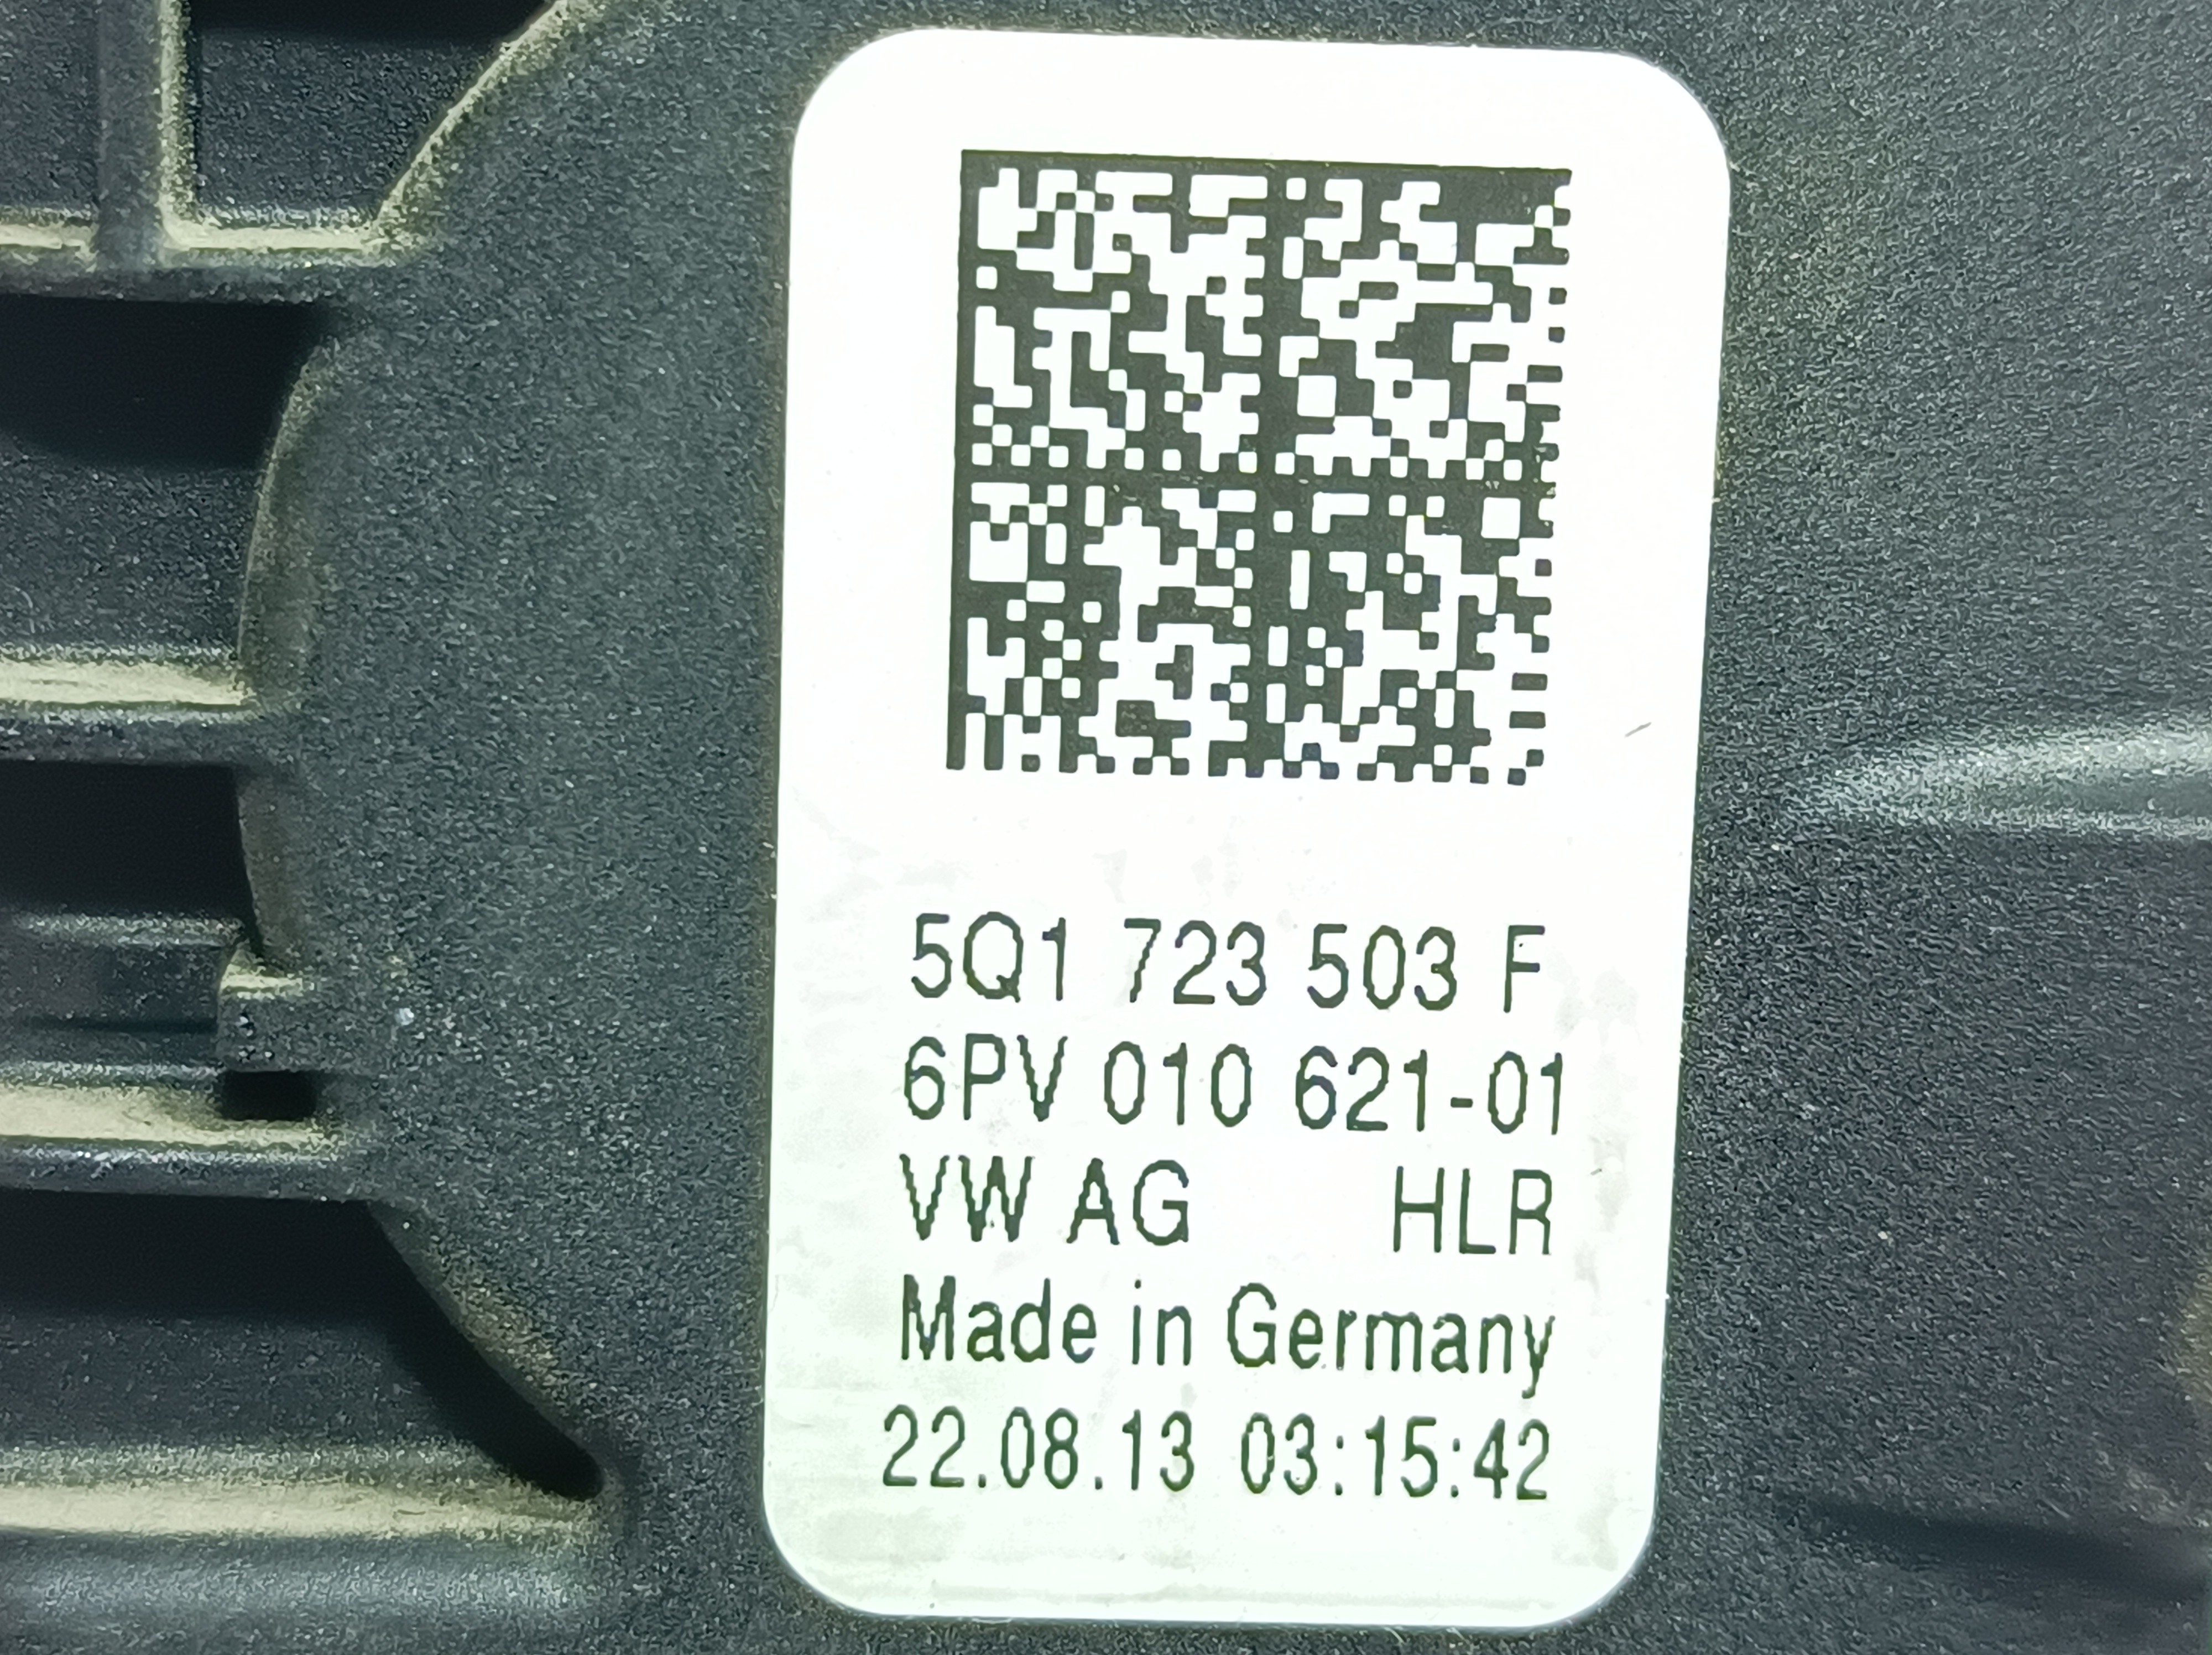 5Q1 723 503 F
6PV 010 621-01
VW AG HLR
Made in Germany
22.08.13 03:15:42